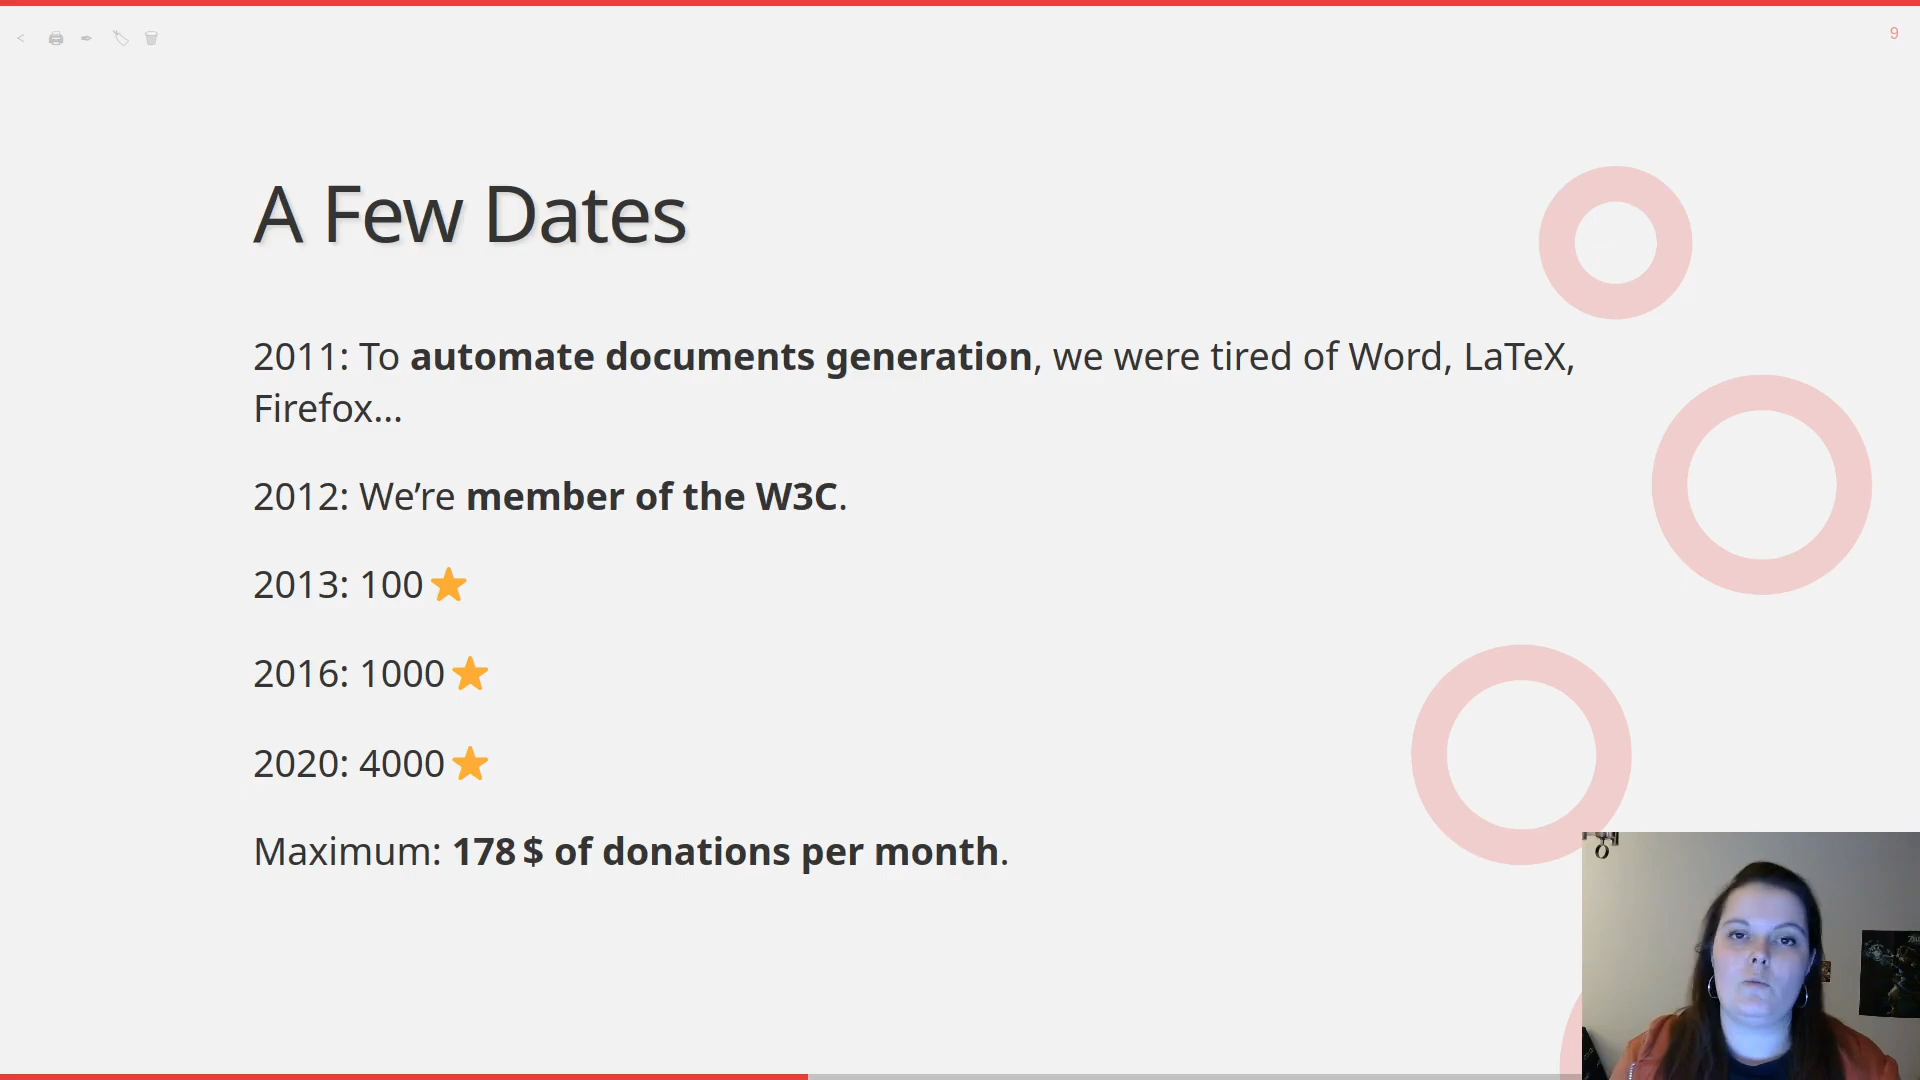 9
A Few Dates
2011: To automate documents generation, we were tired of Word, LaTeX,
Firefox…
2012: We’re member of the W3C.
2013: 100⭐
2016: 1000⭐
2020: 4000⭐
Maximum: 178 $ of donations per month.